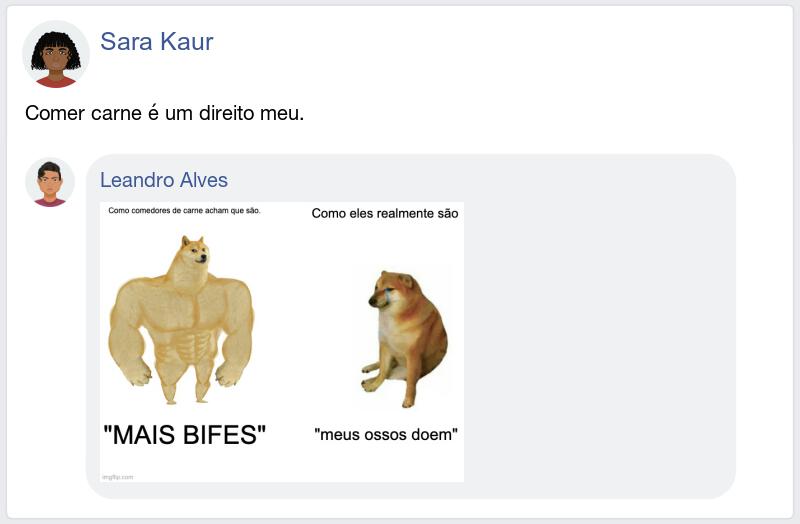 Sara Kaur
Comer carne é um direito meu.
Leandro Alves
Como comedores de carne acham que são.
Como eles realmente são
"MAIS BIFES"
"meus ossos doem"
imgflip.com